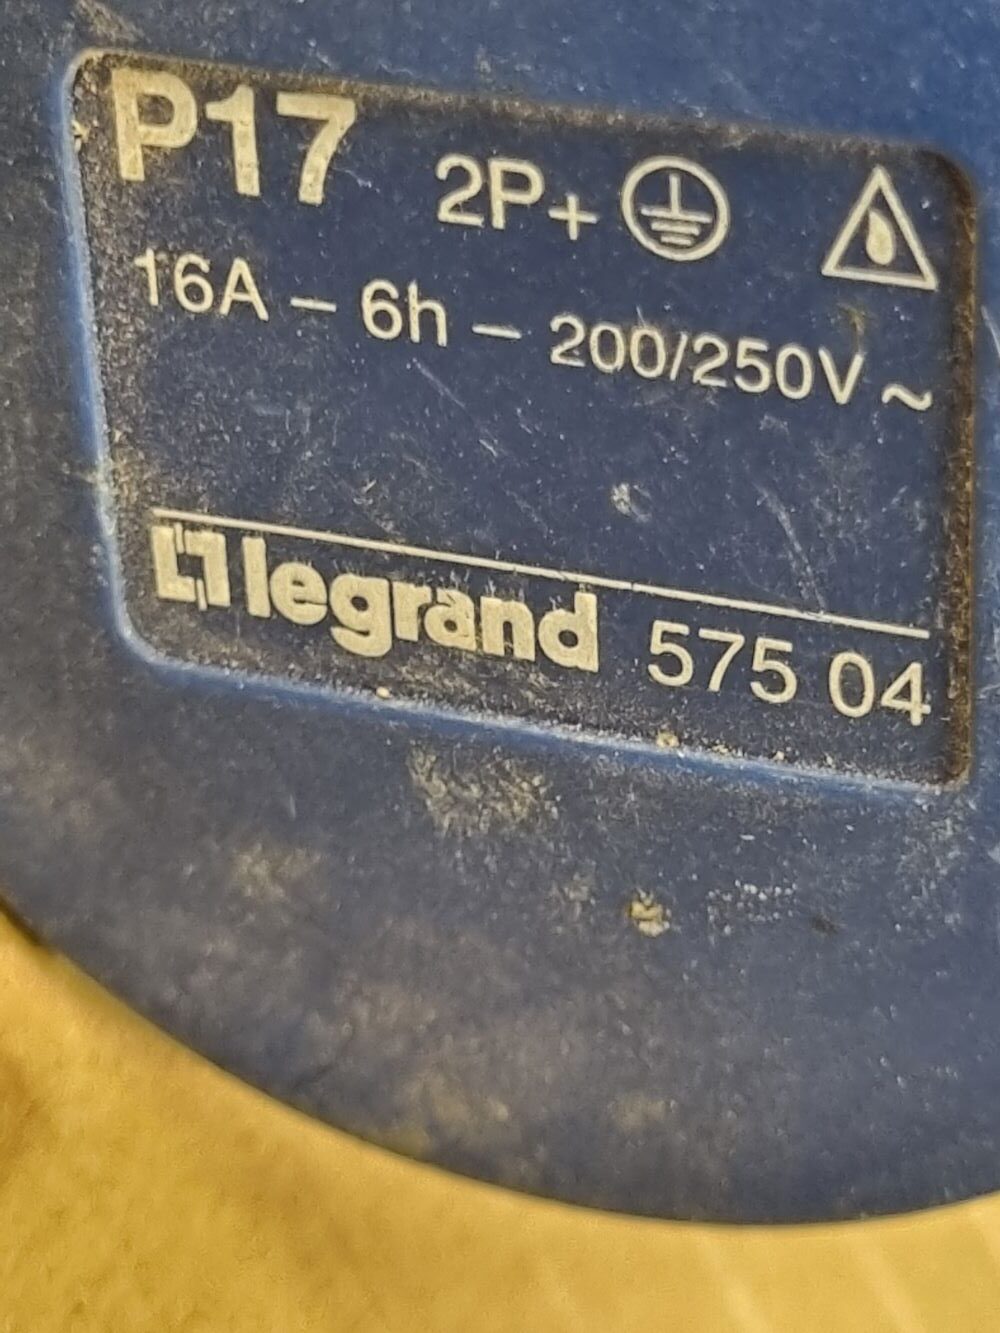 P17 2P+
16A – 6h – 200/250V ~
legrand 575 04